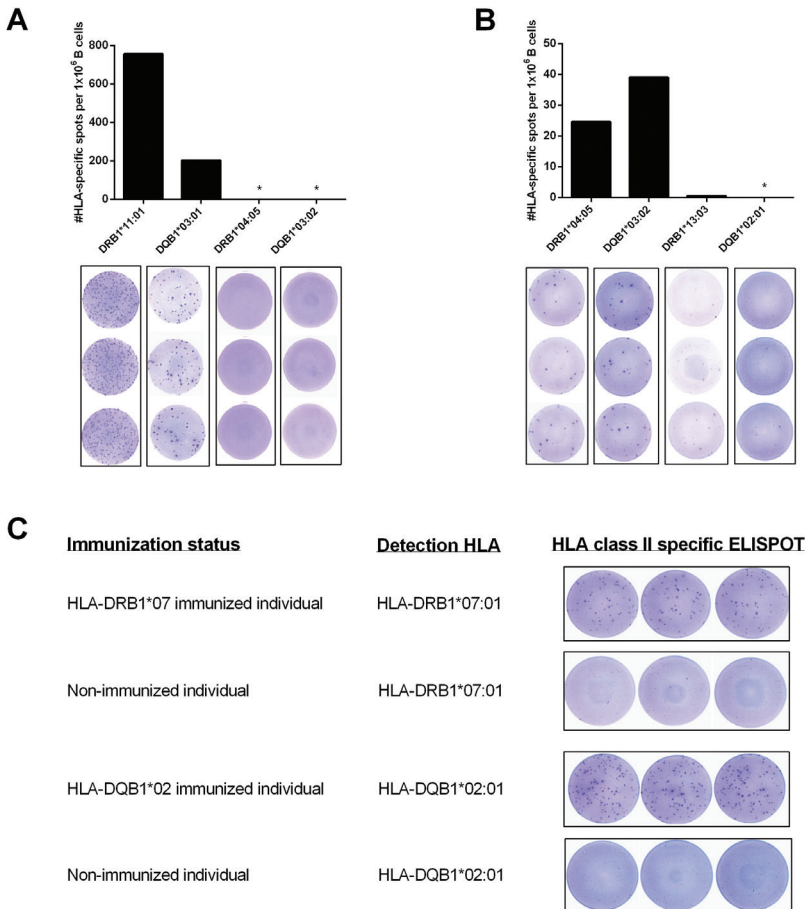 A
#HLA-specific spots per 1x10⁶ B cells
800
600
400
200
0
* *
DRB1*11:01
DQB1*03:01
DRB1*04:05
DQB1*03:02
B
#HLA-specific spots per 1x10⁶ B cells
50
40
30
20
10
0
*
DRB1*04:05
DQB1*03:02
DRB1*13:03
DQB1*02:01
C
Immunization status Detection HLA HLA class II specific ELISPOT
HLA-DRB1*07 immunized individual HLA-DRB1*07:01
Non-immunized individual HLA-DRB1*07:01
HLA-DQB1*02 immunized individual HLA-DQB1*02:01
Non-immunized individual HLA-DQB1*02:01